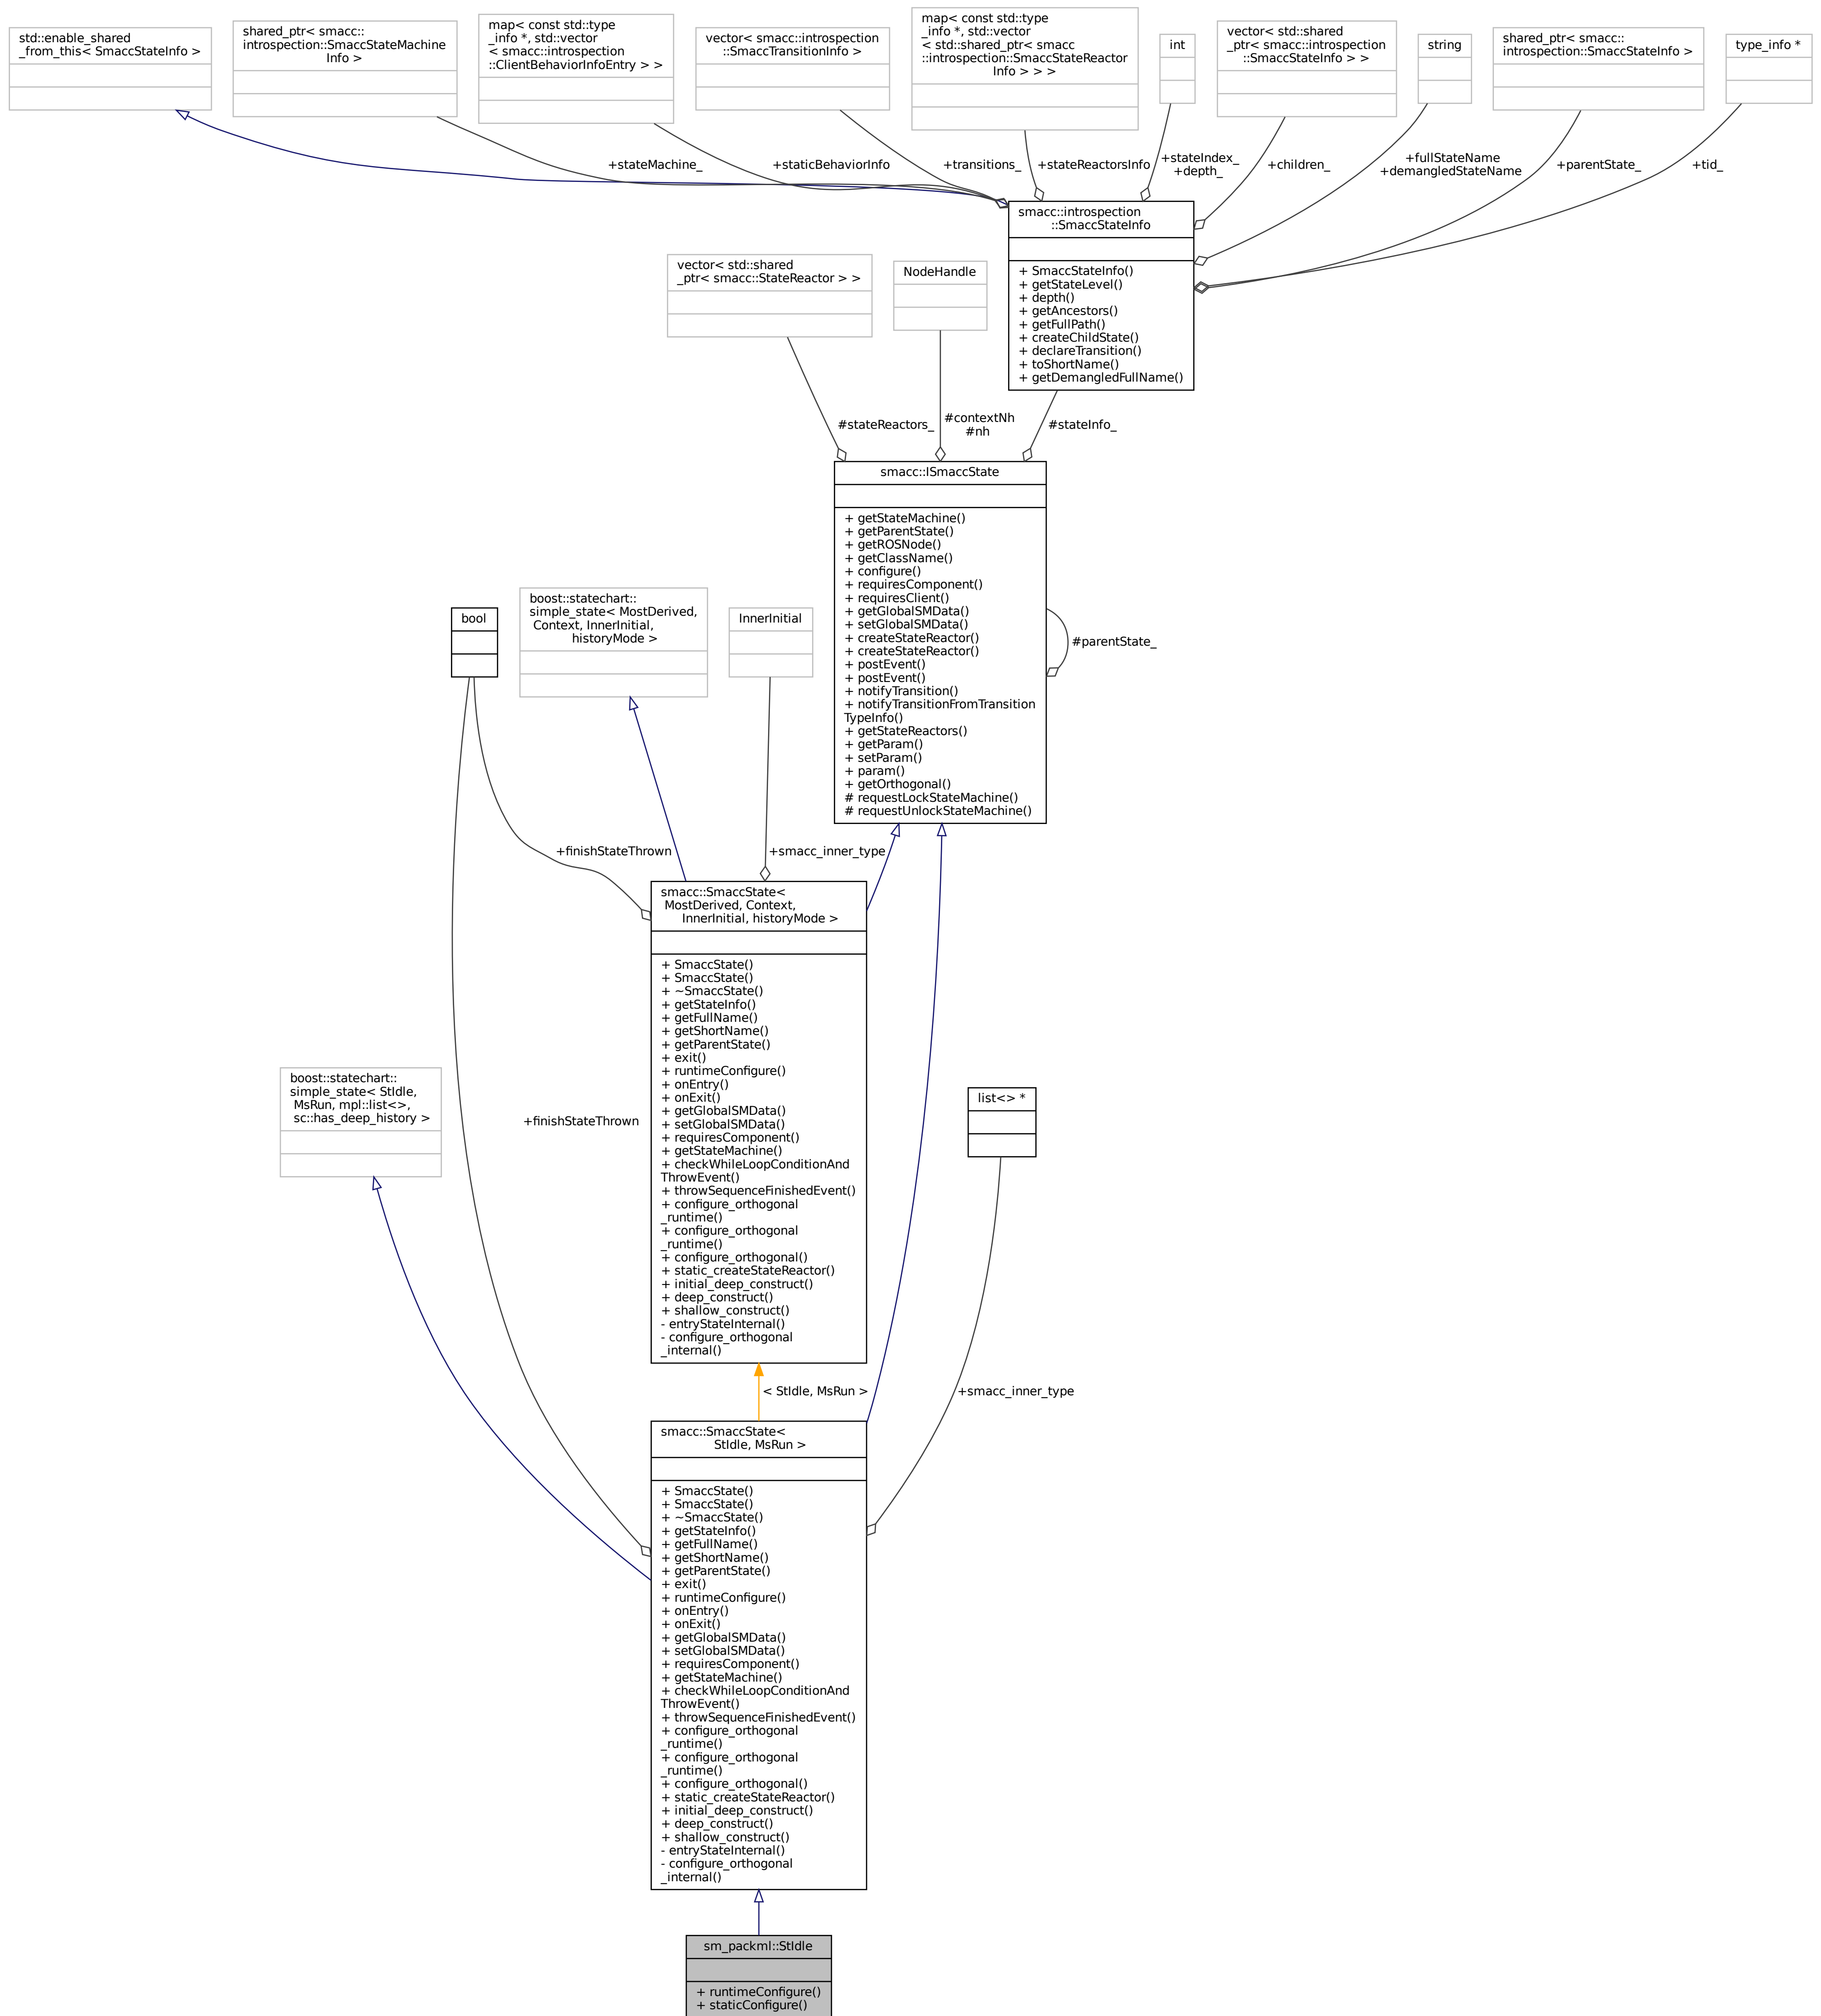 std::enable_shared
_from_this< SmaccStateInfo >
shared_ptr< smacc::
introspection::SmaccStateMachine
Info >
map< const std::type
_info *, std::vector
< smacc::introspection
::ClientBehaviorInfoEntry > >
vector< smacc::introspection
::SmaccTransitionInfo >
map< const std::type
_info *, std::vector
< std::shared_ptr< smacc
::introspection::SmaccStateReactor
Info > > >
int
vector< std::shared
_ptr< smacc::introspection
::SmaccStateInfo > >
string
shared_ptr< smacc::
introspection::SmaccStateInfo >
type_info *
+stateMachine_
+staticBehaviorInfo
+transitions_
+stateReactorsInfo
+stateIndex_
+depth_
+children_
+fullStateName
+demangledStateName
+parentState_
+tid_
smacc::introspection
::SmaccStateInfo
+ SmaccStateInfo()
+ getStateLevel()
+ depth()
+ getAncestors()
+ getFullPath()
+ createChildState()
+ declareTransition()
+ toShortName()
+ getDemangledFullName()
vector< std::shared
_ptr< smacc::StateReactor > >
NodeHandle
#stateReactors_
#contextNh
#nh
#stateInfo_
smacc::ISmaccState
+ getStateMachine()
+ getParentState()
+ getROSNode()
+ getClassName()
+ configure()
+ requiresComponent()
+ requiresClient()
+ getGlobalSMData()
+ setGlobalSMData()
+ createStateReactor()
+ createStateReactor()
+ postEvent()
+ postEvent()
+ notifyTransition()
+ notifyTransitionFromTransition
TypeInfo()
+ getStateReactors()
+ getParam()
+ setParam()
+ param()
+ getOrthogonal()
# requestLockStateMachine()
# requestUnlockStateMachine()
#parentState_
bool
boost::statechart::
simple_state< MostDerived,
Context, InnerInitial,
historyMode >
InnerInitial
+finishStateThrown
+smacc_inner_type
smacc::SmaccState<
MostDerived, Context,
InnerInitial, historyMode >
+ SmaccState()
+ SmaccState()
+ ~SmaccState()
+ getStateInfo()
+ getFullName()
+ getShortName()
+ getParentState()
+ exit()
+ runtimeConfigure()
+ onEntry()
+ onExit()
+ getGlobalSMData()
+ setGlobalSMData()
+ requiresComponent()
+ getStateMachine()
+ checkWhileLoopConditionAnd
ThrowEvent()
+ throwSequenceFinishedEvent()
+ configure_orthogonal
_runtime()
+ configure_orthogonal
_runtime()
+ configure_orthogonal()
+ static_createStateReactor()
+ initial_deep_construct()
+ deep_construct()
+ shallow_construct()
- entryStateInternal()
- configure_orthogonal
_internal()
boost::statechart::
simple_state< StIdle,
MsRun, mpl::list<>,
sc::has_deep_history >
+finishStateThrown
list<> *
< StIdle, MsRun >
+smacc_inner_type
smacc::SmaccState<
StIdle, MsRun >
+ SmaccState()
+ SmaccState()
+ ~SmaccState()
+ getStateInfo()
+ getFullName()
+ getShortName()
+ getParentState()
+ exit()
+ runtimeConfigure()
+ onEntry()
+ onExit()
+ getGlobalSMData()
+ setGlobalSMData()
+ requiresComponent()
+ getStateMachine()
+ checkWhileLoopConditionAnd
ThrowEvent()
+ throwSequenceFinishedEvent()
+ configure_orthogonal
_runtime()
+ configure_orthogonal
_runtime()
+ configure_orthogonal()
+ static_createStateReactor()
+ initial_deep_construct()
+ deep_construct()
+ shallow_construct()
- entryStateInternal()
- configure_orthogonal
_internal()
sm_packml::StIdle
+ runtimeConfigure()
+ staticConfigure()